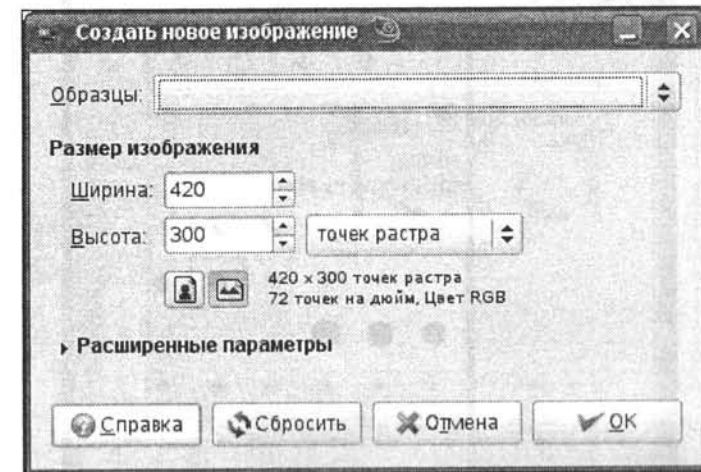 Создать новое изображение
Образцы:
Размер изображения
Ширина: 420
Высота: 300 точек растра
420 x 300 точек растра
72 точек на дюйм, Цвет RGB
Расширенные параметры
Справка Сбросить Отмена OK